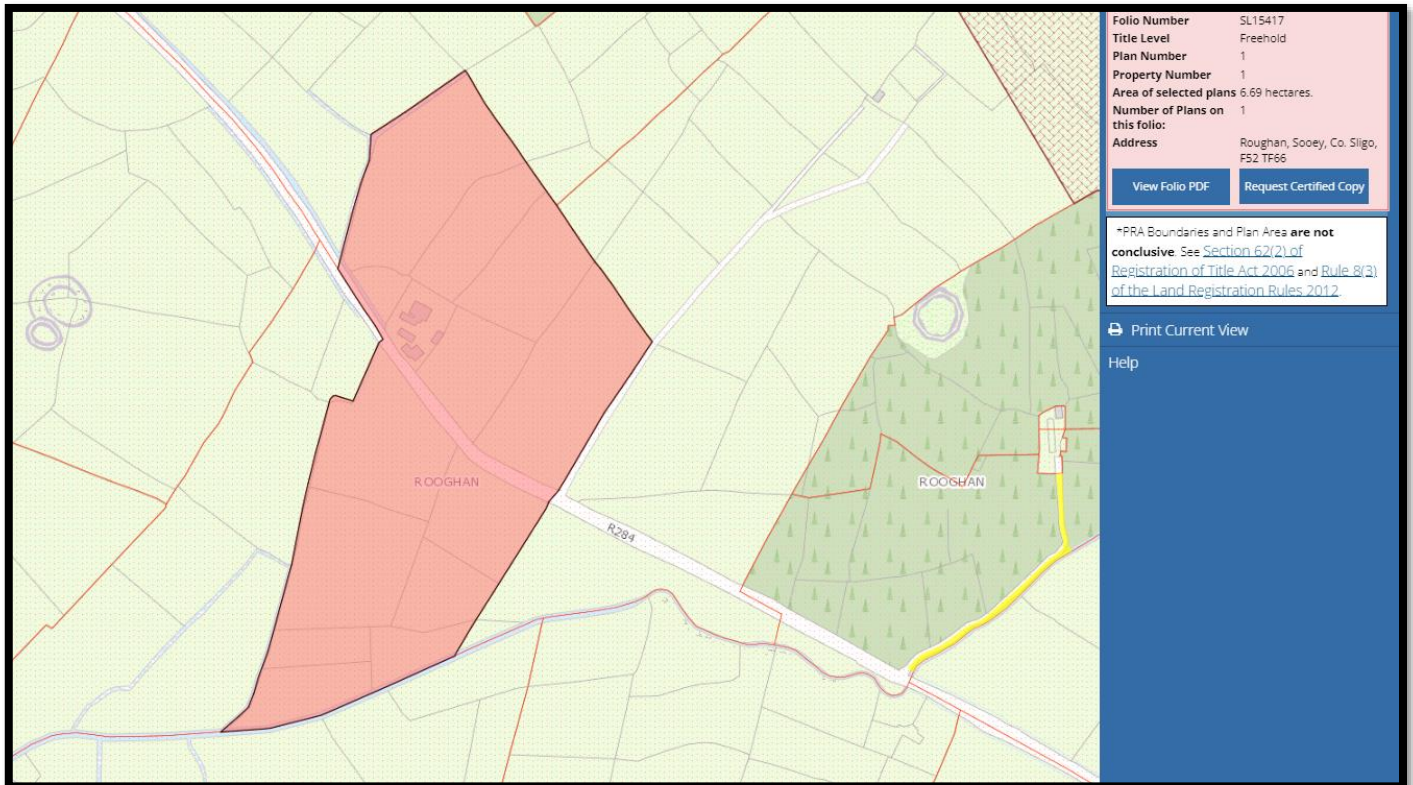 Folio Number SL15417
Title Level Freehold
Plan Number 1
Property Number 1
Area of selected plans 6.69 hectares.
Number of Plans on 1
this folio:
Address Roughan, Sooey, Co. Sligo,
F52 TF66
View Folio PDF Request Certified Copy
*PRA Boundaries and Plan Area are not
conclusive. See Section 62(2) of
Registration of Title Act 2006 and Rule 8(3)
of the Land Registration Rules 2012.
Print Current View
Help
ROOGHAN
ROOGHAN
R284